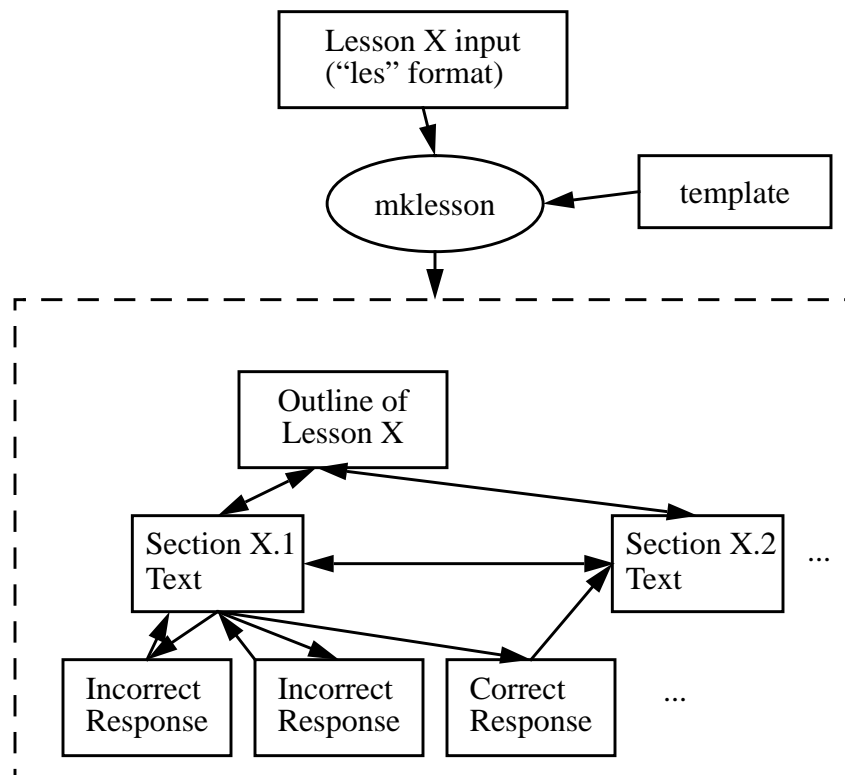 Lesson X input
(“les” format)
mklesson
template
Outline of
Lesson X
Section X.1
Text
Section X.2
Text
...
Incorrect
Response
Incorrect
Response
Correct
Response
...